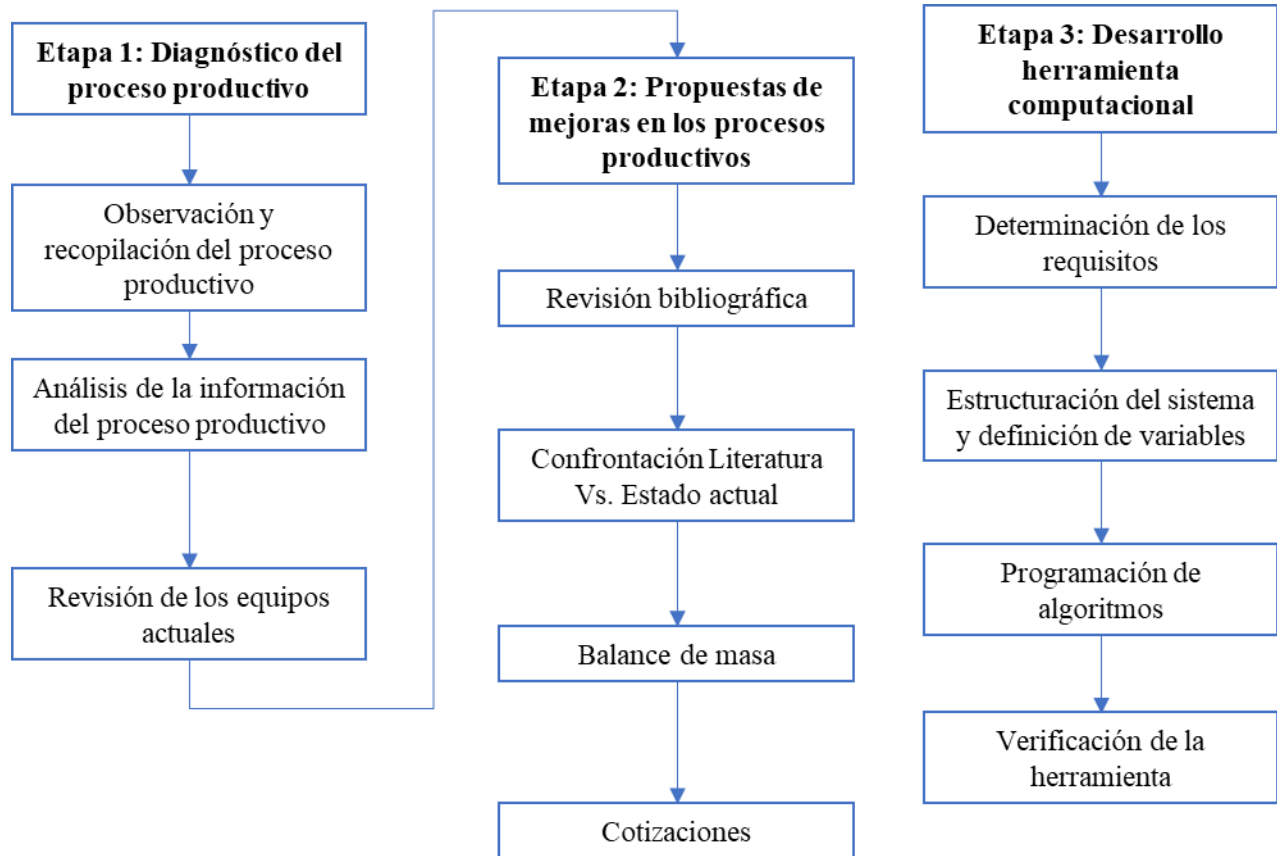 Etapa 1: Diagnóstico del
proceso productivo
Observación y
recopilación del proceso
productivo
Análisis de la información
del proceso productivo
Revisión de los equipos
actuales
Etapa 2: Propuestas de
mejoras en los procesos
productivos
Revisión bibliográfica
Confrontación Literatura
Vs. Estado actual
Balance de masa
Cotizaciones
Etapa 3: Desarrollo
herramienta
computacional
Determinación de los
requisitos
Estructuración del sistema
y definición de variables
Programación de
algoritmos
Verificación de la
herramienta